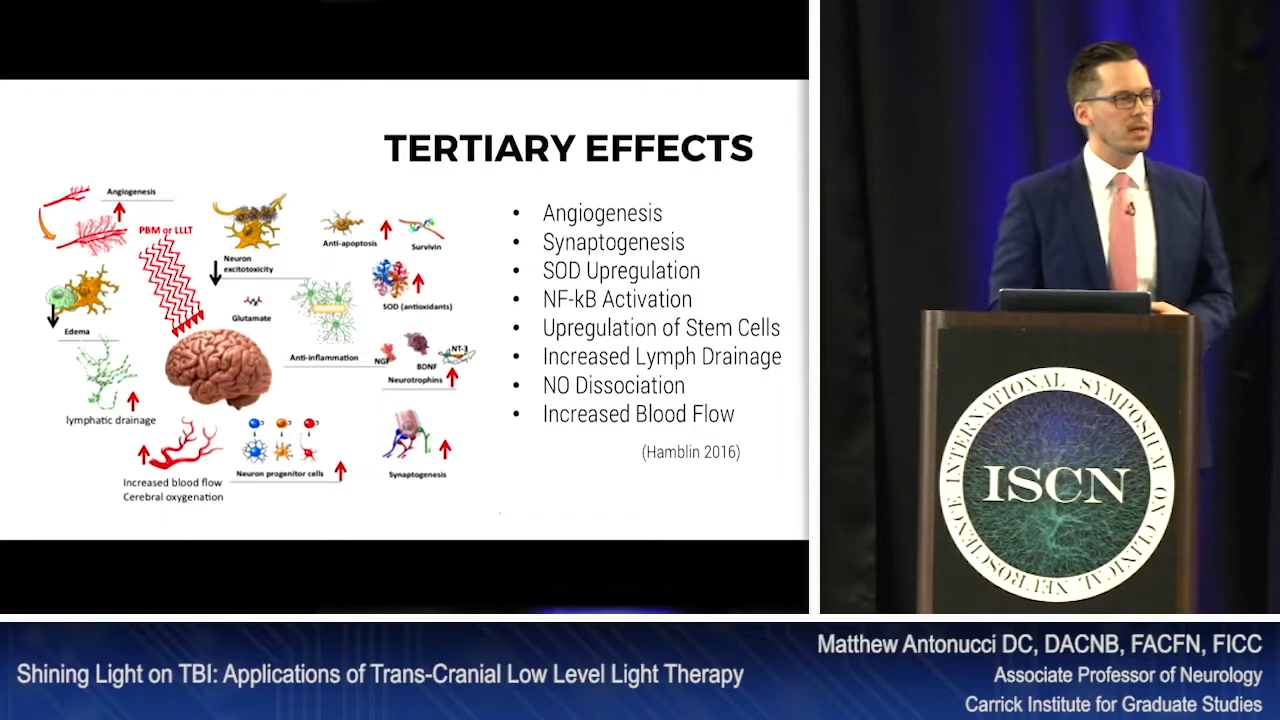 TERTIARY EFFECTS
Angiogenesis
PBM or LLLT
Neuron
excitotoxicity
Anti-apoptosis
Survivin
Glutamate
SOD (antioxidants)
Edema
Anti-inflammation
NGF
BDNF
NT-3
Neurotrophins
lymphatic drainage
Increased blood flow
Cerebral oxygenation
Neuron progenitor cells
Synaptogenesis
• Angiogenesis
• Synaptogenesis
• SOD Upregulation
• NF-kB Activation
• Upregulation of Stem Cells
• Increased Lymph Drainage
• NO Dissociation
• Increased Blood Flow
(Hamblin 2016)
INTERNATIONAL SYMPOSIUM ON CLINICAL NEUROSCIENCE
ISCN
Shining Light on TBI: Applications of Trans-Cranial Low Level Light Therapy
Matthew Antonucci DC, DACNB, FACFN, FICC
Associate Professor of Neurology
Carrick Institute for Graduate Studies